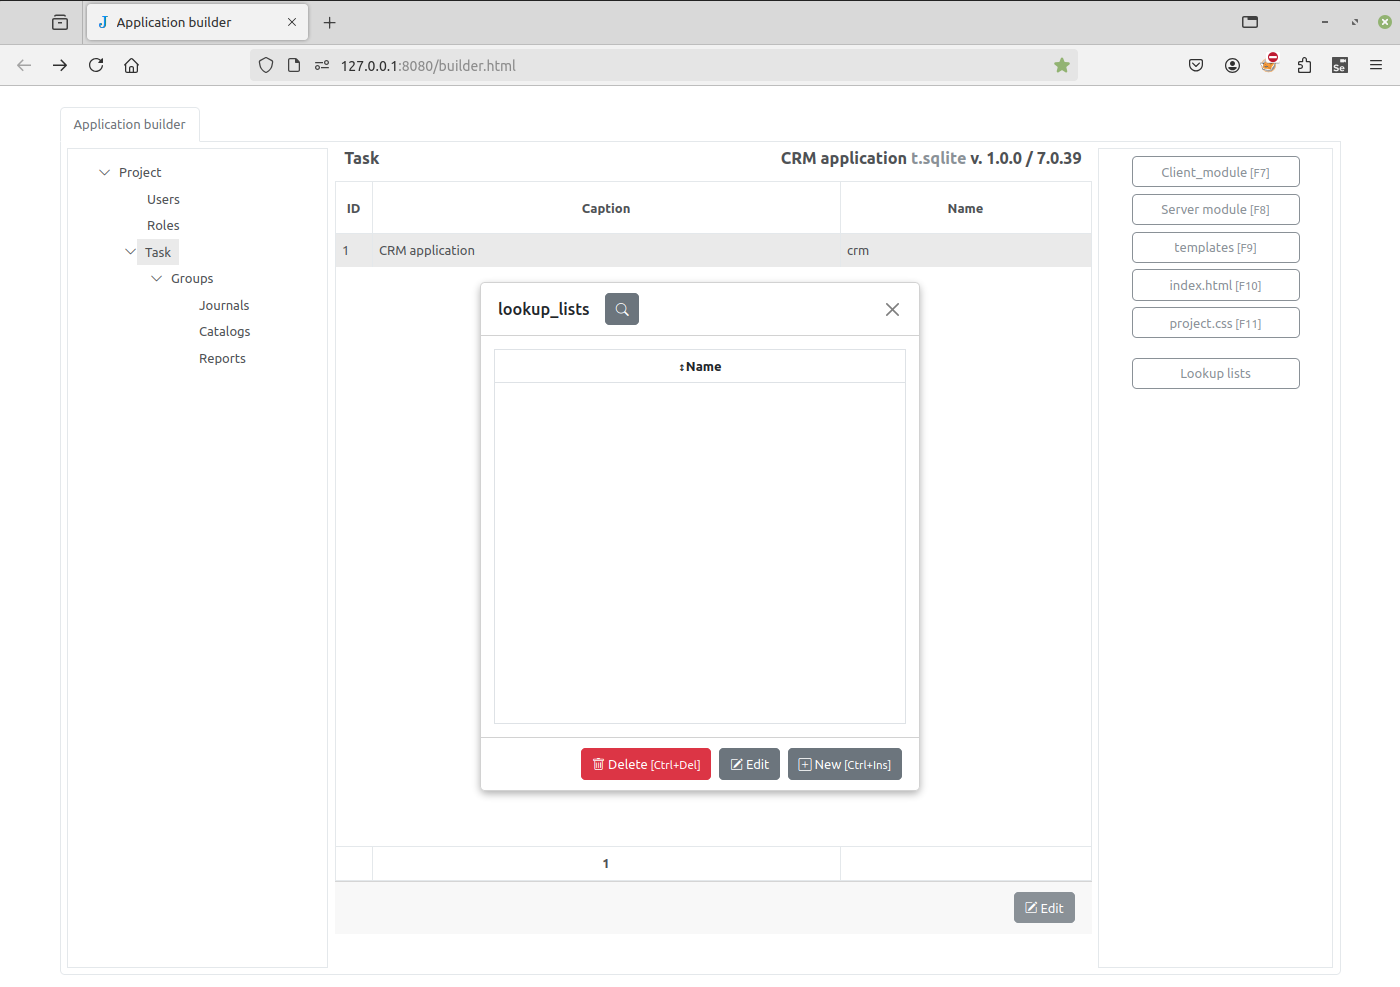 Application builder
127.0.0.1:8080/builder.html
Se
Application builder
Project
Users
Roles
Task
Groups
Journals
Catalogs
Reports
Task
CRM application t.sqlite v. 1.0.0 / 7.0.39
ID Caption Name
1 CRM application crm
lookup_lists
Name
Delete [Ctrl+Del] Edit New [Ctrl+Ins]
1
Edit
Client_module [F7]
Server module [F8]
templates [F9]
index.html [F10]
project.css [F11]
Lookup lists